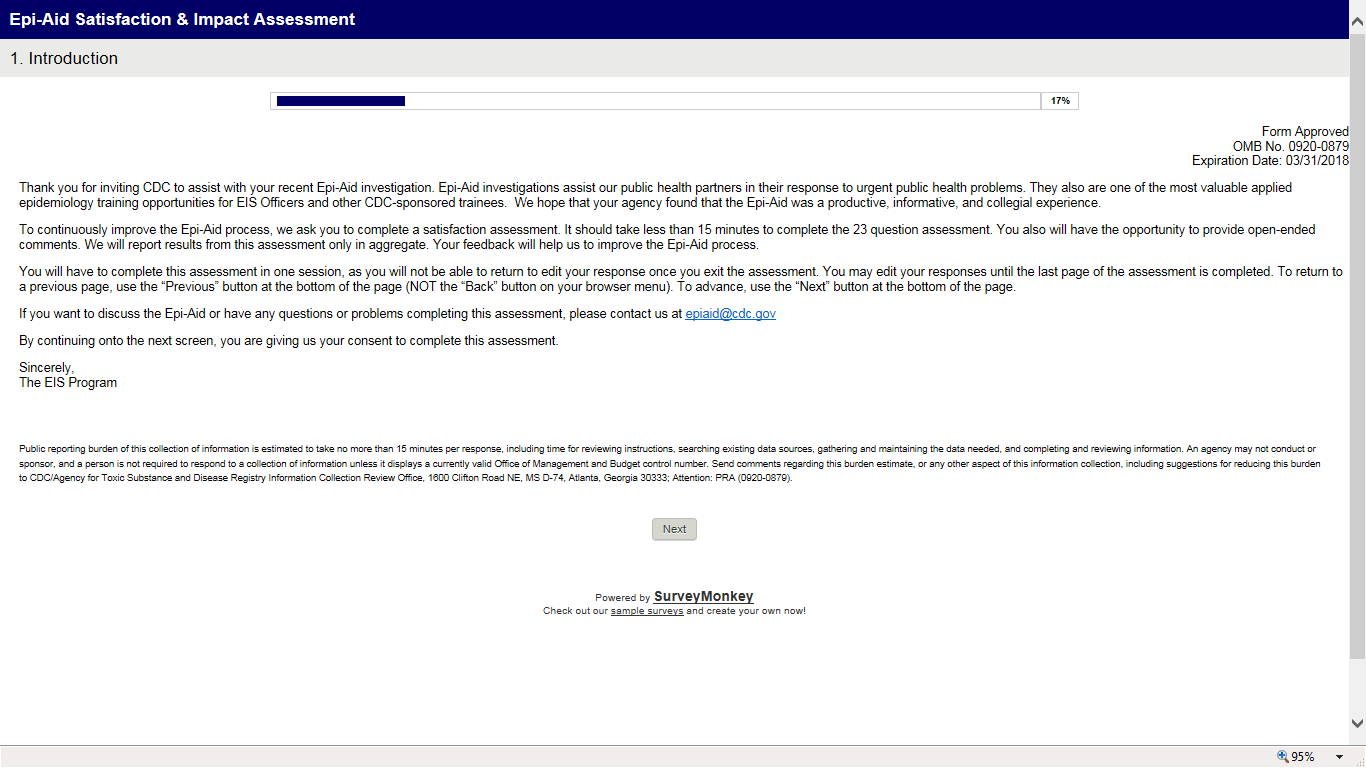 Epi-Aid Satisfaction & Impact Assessment
1. Introduction
17%
Form Approved
OMB No. 0920-0879
Expiration Date: 03/31/2018
Thank you for inviting CDC to assist with your recent Epi-Aid investigation. Epi-Aid investigations assist our public health partners in their response to urgent public health problems. They also are one of the most valuable applied
epidemiology training opportunities for EIS Officers and other CDC-sponsored trainees.  We hope that your agency found that the Epi-Aid was a productive, informative, and collegial experience.
To continuously improve the Epi-Aid process, we ask you to complete a satisfaction assessment. It should take less than 15 minutes to complete the 23 question assessment. You also will have the opportunity to provide open-ended
comments. We will report results from this assessment only in aggregate. Your feedback will help us to improve the Epi-Aid process.
You will have to complete this assessment in one session, as you will not be able to return to edit your response once you exit the assessment. You may edit your responses until the last page of the assessment is completed. To return to
a previous page, use the “Previous” button at the bottom of the page (NOT the “Back” button on your browser menu). To advance, use the “Next” button at the bottom of the page.
If you want to discuss the Epi-Aid or have any questions or problems completing this assessment, please contact us at epiaid@cdc.gov
By continuing onto the next screen, you are giving us your consent to complete this assessment.
Sincerely,
The EIS Program
Public reporting burden of this collection of information is estimated to take no more than 15 minutes per response, including time for reviewing instructions, searching existing data sources, gathering and maintaining the data needed, and completing and reviewing information. An agency may not conduct or
sponsor, and a person is not required to respond to a collection of information unless it displays a currently valid Office of Management and Budget control number. Send comments regarding this burden estimate, or any other aspect of this information collection, including suggestions for reducing this burden
to CDC/Agency for Toxic Substance and Disease Registry Information Collection Review Office, 1600 Clifton Road NE, MS D-74, Atlanta, Georgia 30333; Attention: PRA (0920-0879).
Next
Powered by SurveyMonkey
Check out our sample surveys and create your own now!
95%